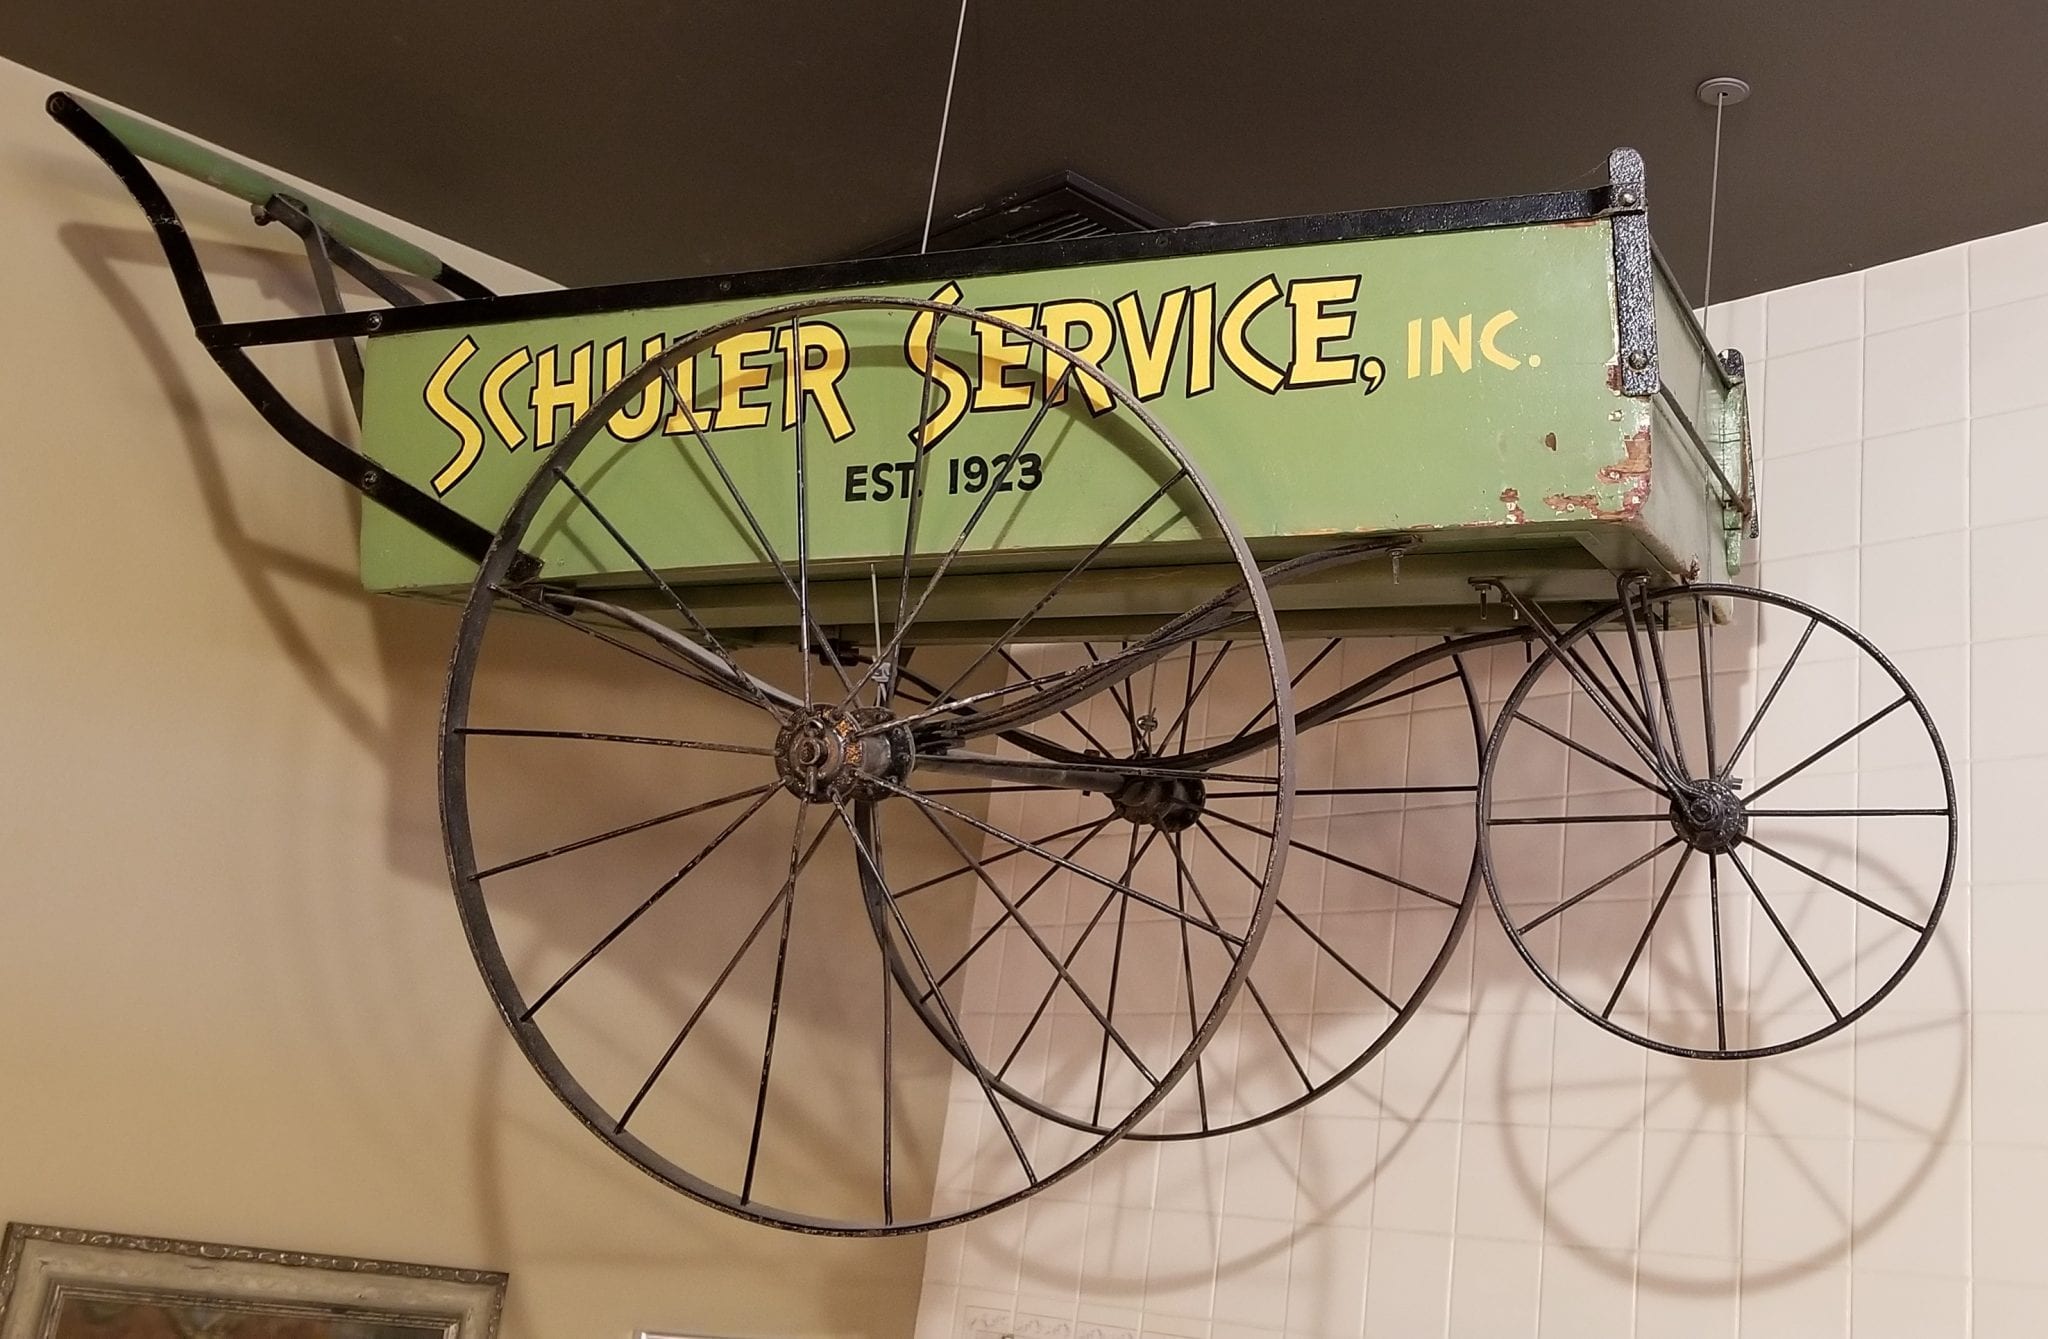 SCHULER SERVICE, INC.
EST. 1923